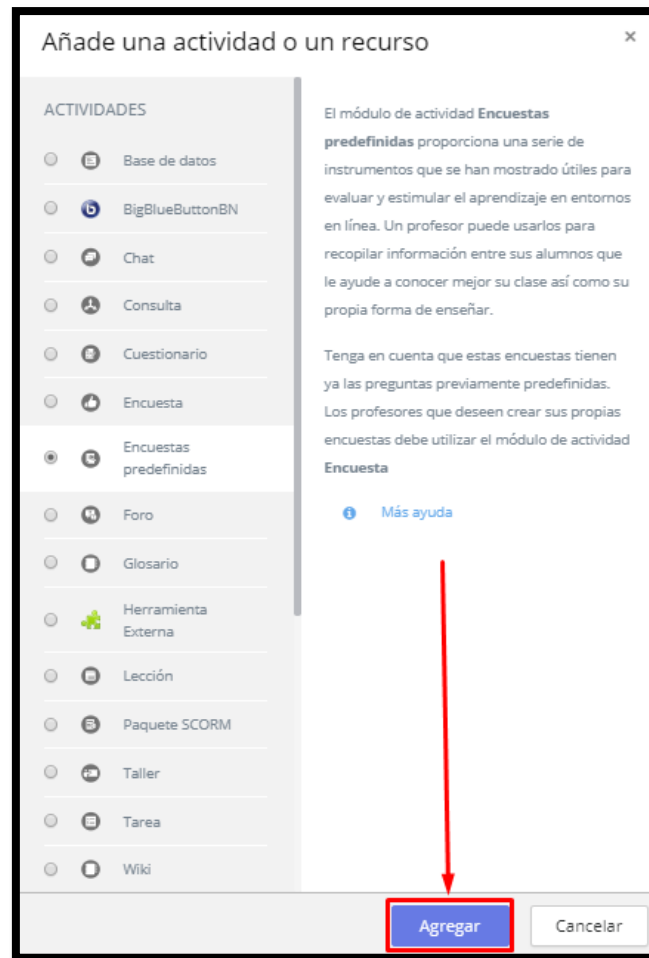 Añade una actividad o un recurso
×
ACTIVIDADES
Base de datos
BigBlueButtonBN
Chat
Consulta
Cuestionario
Encuesta
Encuestas
predefinidas
Foro
Glosario
Herramienta
Externa
Lección
Paquete SCORM
Taller
Tarea
Wiki
El módulo de actividad Encuestas
predefinidas proporciona una serie de
instrumentos que se han mostrado útiles para
evaluar y estimular el aprendizaje en entornos
en línea. Un profesor puede usarlos para
recopilar información entre sus alumnos que
le ayude a conocer mejor su clase así como su
propia forma de enseñar.
Tenga en cuenta que estas encuestas tienen
ya las preguntas previamente predefinidas.
Los profesores que deseen crear sus propias
encuestas debe utilizar el módulo de actividad
Encuesta
Más ayuda
Agregar
Cancelar